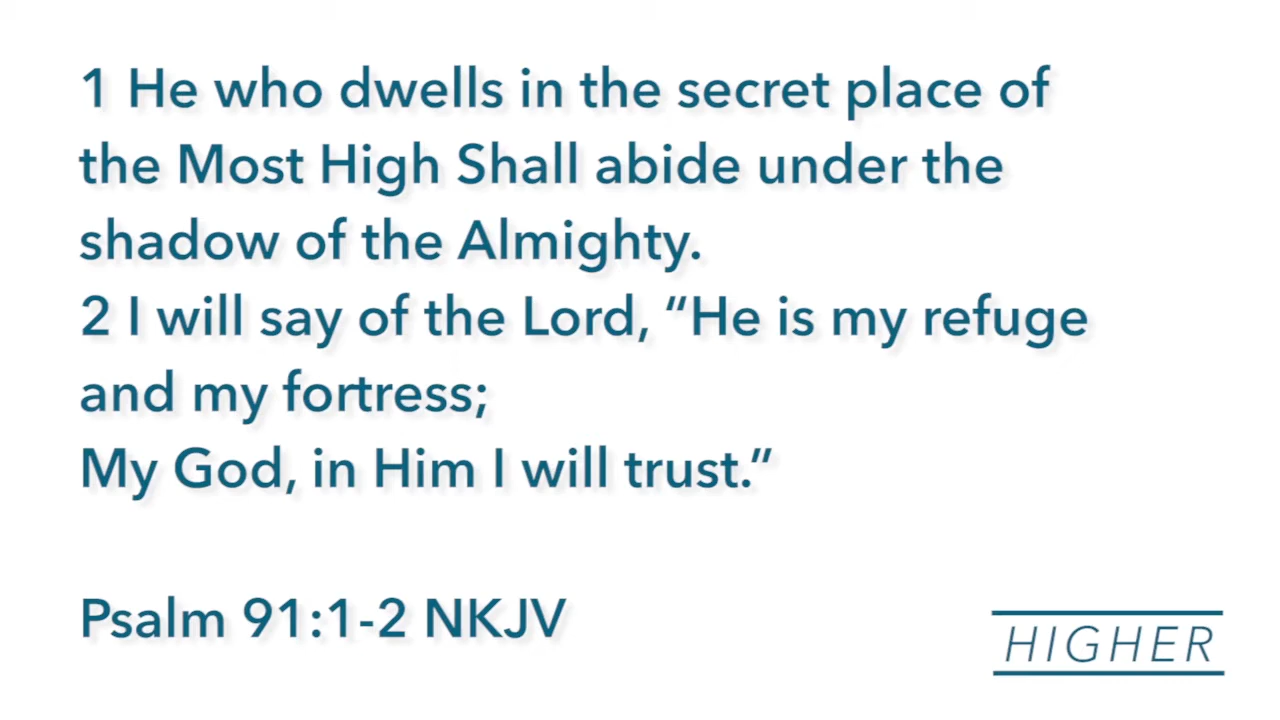 1 He who dwells in the secret place of
the Most High Shall abide under the
shadow of the Almighty.
2 I will say of the Lord, “He is my refuge
and my fortress;
My God, in Him I will trust.”
Psalm 91:1-2 NKJV
HIGHER